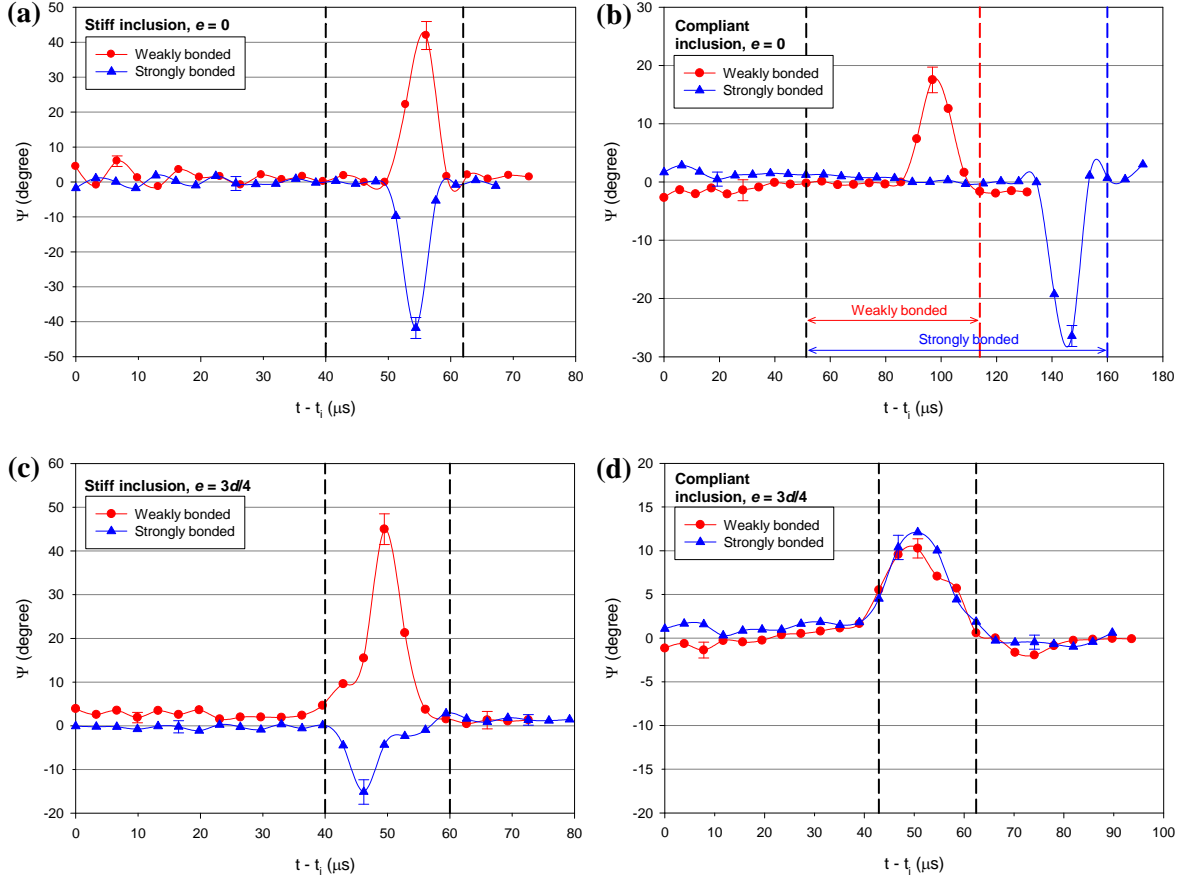 (a)
Stiff inclusion, e = 0
Weakly bonded
Strongly bonded
Ψ (degree)
50
40
30
20
10
0
-10
-20
-30
-40
-50
0 10 20 30 40 50 60 70 80
t - ti (μs)
(b)
Compliant
inclusion, e = 0
Weakly bonded
Strongly bonded
Ψ (degree)
30
20
10
0
-10
-20
-30
Weakly bonded
Strongly bonded
0 20 40 60 80 100 120 140 160 180
t - ti (μs)
(c)
Stiff inclusion, e = 3d/4
Weakly bonded
Strongly bonded
Ψ (degree)
60
50
40
30
20
10
0
-10
-20
0 10 20 30 40 50 60 70 80
t - ti (μs)
(d)
Compliant
inclusion, e = 3d/4
Weakly bonded
Strongly bonded
Ψ (degree)
20
15
10
5
0
-5
-10
-15
-20
0 10 20 30 40 50 60 70 80 90 100
t - ti (μs)